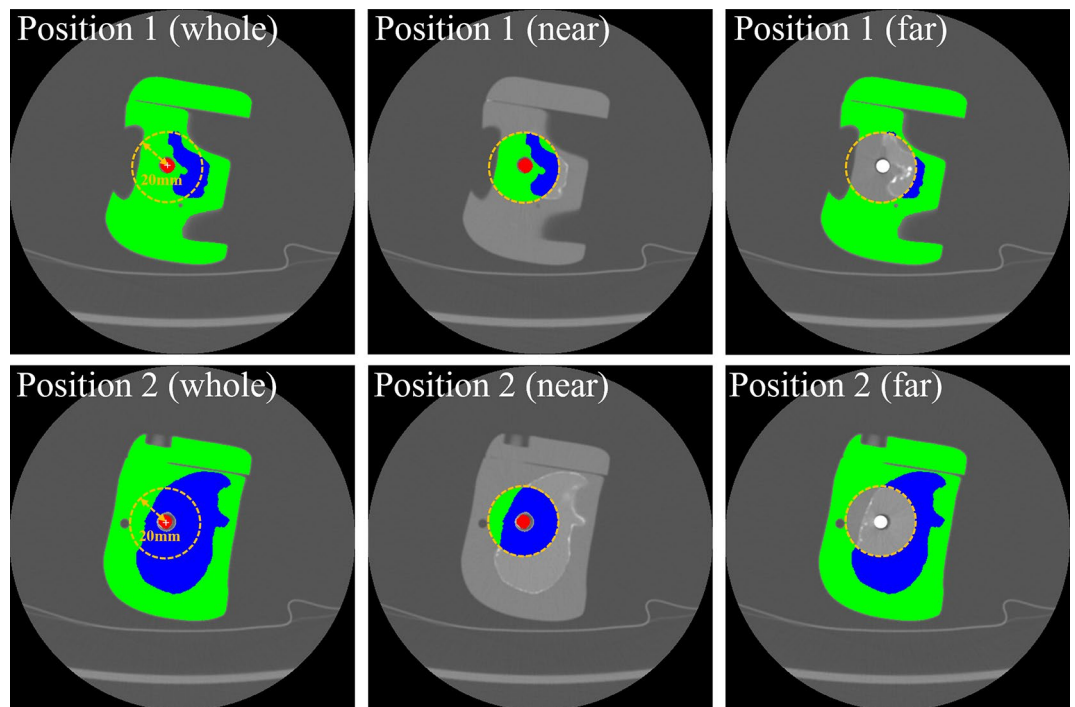 Position 1 (whole)
Position 1 (near)
Position 1 (far)
20mm
Position 2 (whole)
Position 2 (near)
Position 2 (far)
20mm